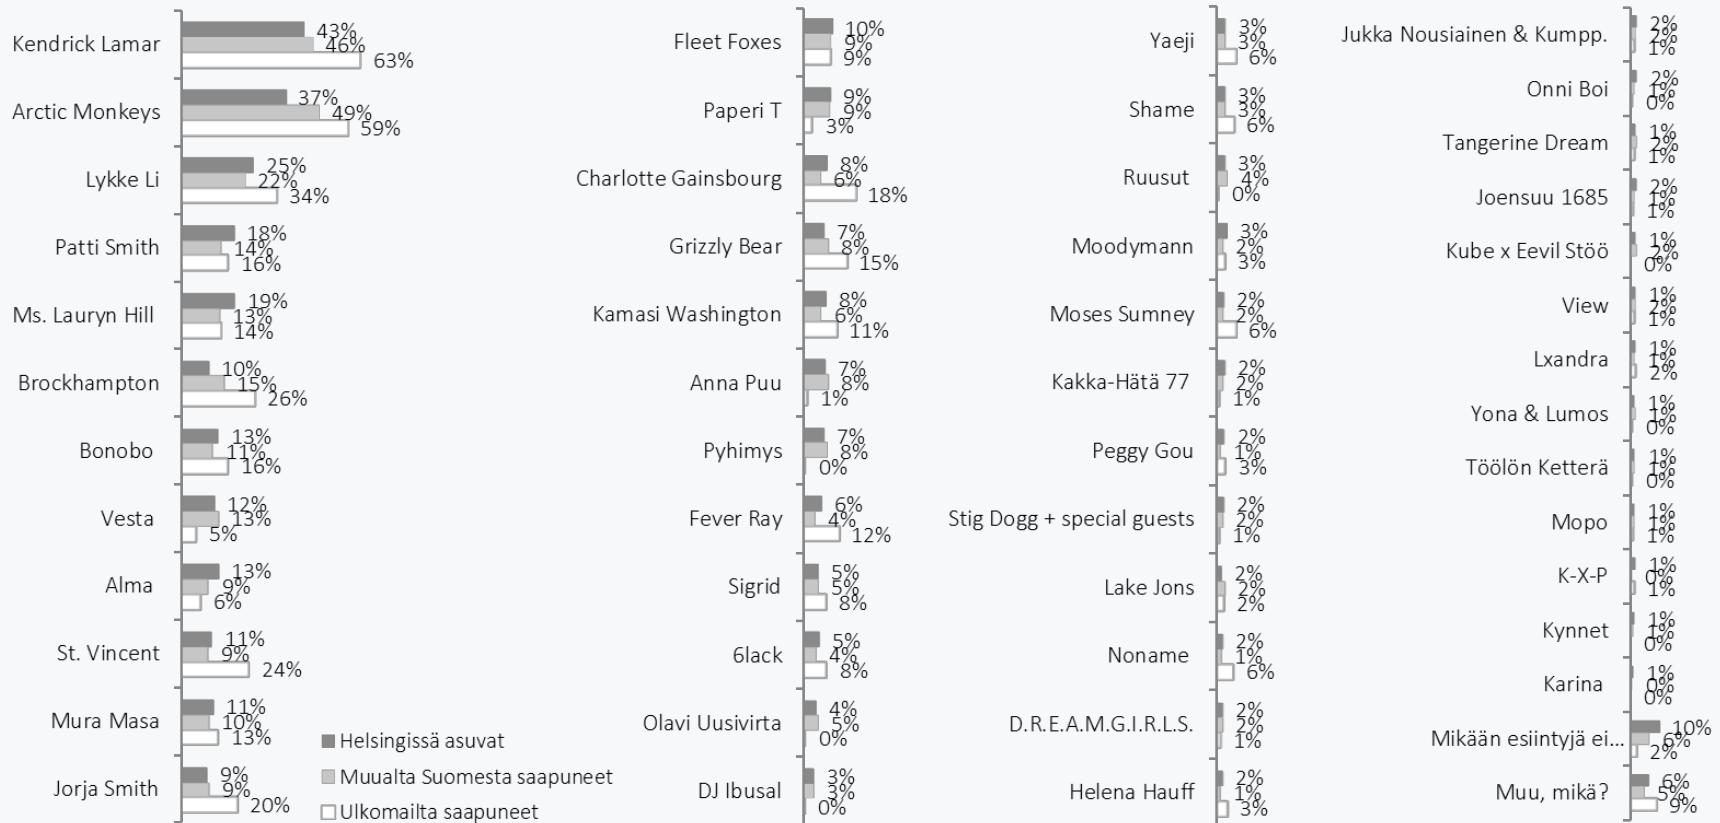 Kendrick Lamar 43% 46% 63%
Arctic Monkeys 37% 49% 59%
Lykke Li 25% 22% 34%
Patti Smith 18% 14% 16%
Ms. Lauryn Hill 19% 13% 14%
Brockhampton 10% 15% 26%
Bonobo 13% 11% 16%
Vesta 12% 13% 5%
Alma 13% 9% 6%
St. Vincent 11% 9% 24%
Mura Masa 11% 10% 13%
Jorja Smith 9% 9% 20%
Helsingissä asuvat
Muualta Suomesta saapuneet
Ulkomailta saapuneet
Fleet Foxes 10% 9% 9%
Paperi T 9% 9% 3%
Charlotte Gainsbourg 8% 6% 18%
Grizzly Bear 7% 8% 15%
Kamasi Washington 8% 6% 11%
Anna Puu 7% 8% 1%
Pyhimys 7% 8% 0%
Fever Ray 6% 4% 12%
Sigrid 5% 5% 8%
6lack 5% 4% 8%
Olavi Uusivirta 4% 5% 0%
DJ Ibusal 3% 3% 0%
Yaeji 3% 3% 6%
Shame 3% 3% 6%
Ruusut 3% 4% 0%
Moodymann 3% 2% 3%
Moses Sumney 2% 2% 6%
Kakka-Hätä 77 2% 2% 1%
Peggy Gou 2% 1% 3%
Stig Dogg + special guests 2% 2% 1%
Lake Jons 2% 2% 2%
Noname 2% 1% 6%
D.R.E.A.M.G.I.R.L.S. 2% 2% 1%
Helena Hauff 2% 1% 3%
Jukka Nousiainen & Kumpp. 2% 2% 1%
Onni Boi 2% 1% 0%
Tangerine Dream 1% 2% 1%
Joensuu 1685 2% 1% 1%
Kube x Eevil Stöö 1% 2% 0%
View 1% 2% 1%
Lxandra 1% 1% 2%
Yona & Lumos 1% 1% 0%
Töölön Ketterä 1% 1% 0%
Mopo 1% 1% 1%
K-X-P 1% 0% 1%
Kynnet 1% 1% 0%
Karina 1% 0% 0%
Mikään esiintyjä ei... 10% 6% 2%
Muu, mikä? 6% 5% 9%